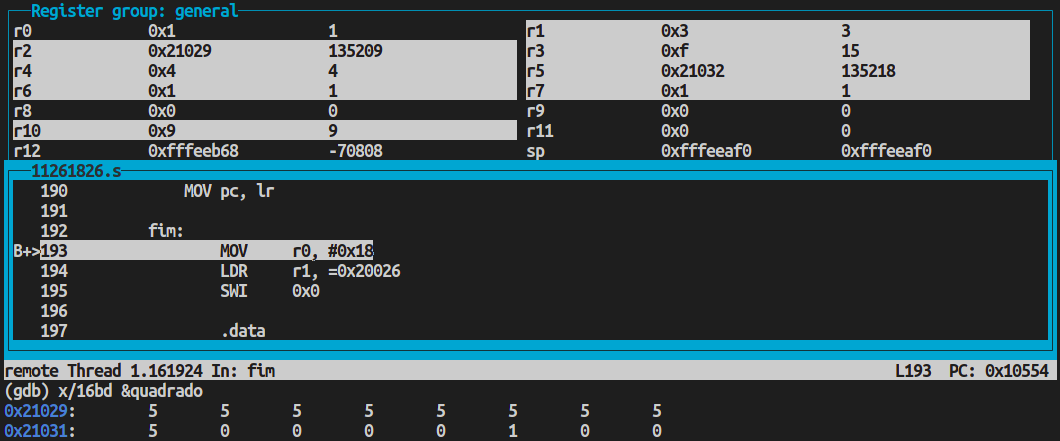 Register group: general
r0 0x1 1 r1 0x3 3
r2 0x21029 135209 r3 0xf 15
r4 0x4 4 r5 0x21032 135218
r6 0x1 1 r7 0x1 1
r8 0x0 0 r9 0x0 0
r10 0x9 9 r11 0x0 0
r12 0xfffeeb68 -70808 sp 0xfffeeaf0 0xfffeeaf0
11261826.s
190 MOV pc, lr
191
192 fim:
B+>193 MOV r0, #0x18
194 LDR r1, =0x20026
195 SWI 0x0
196
197 .data
remote Thread 1.161924 In: fim L193 PC: 0x10554
(gdb) x/16bd &quadrado
0x21029: 5 5 5 5 5 5 5 5
0x21031: 5 0 0 0 0 1 0 0